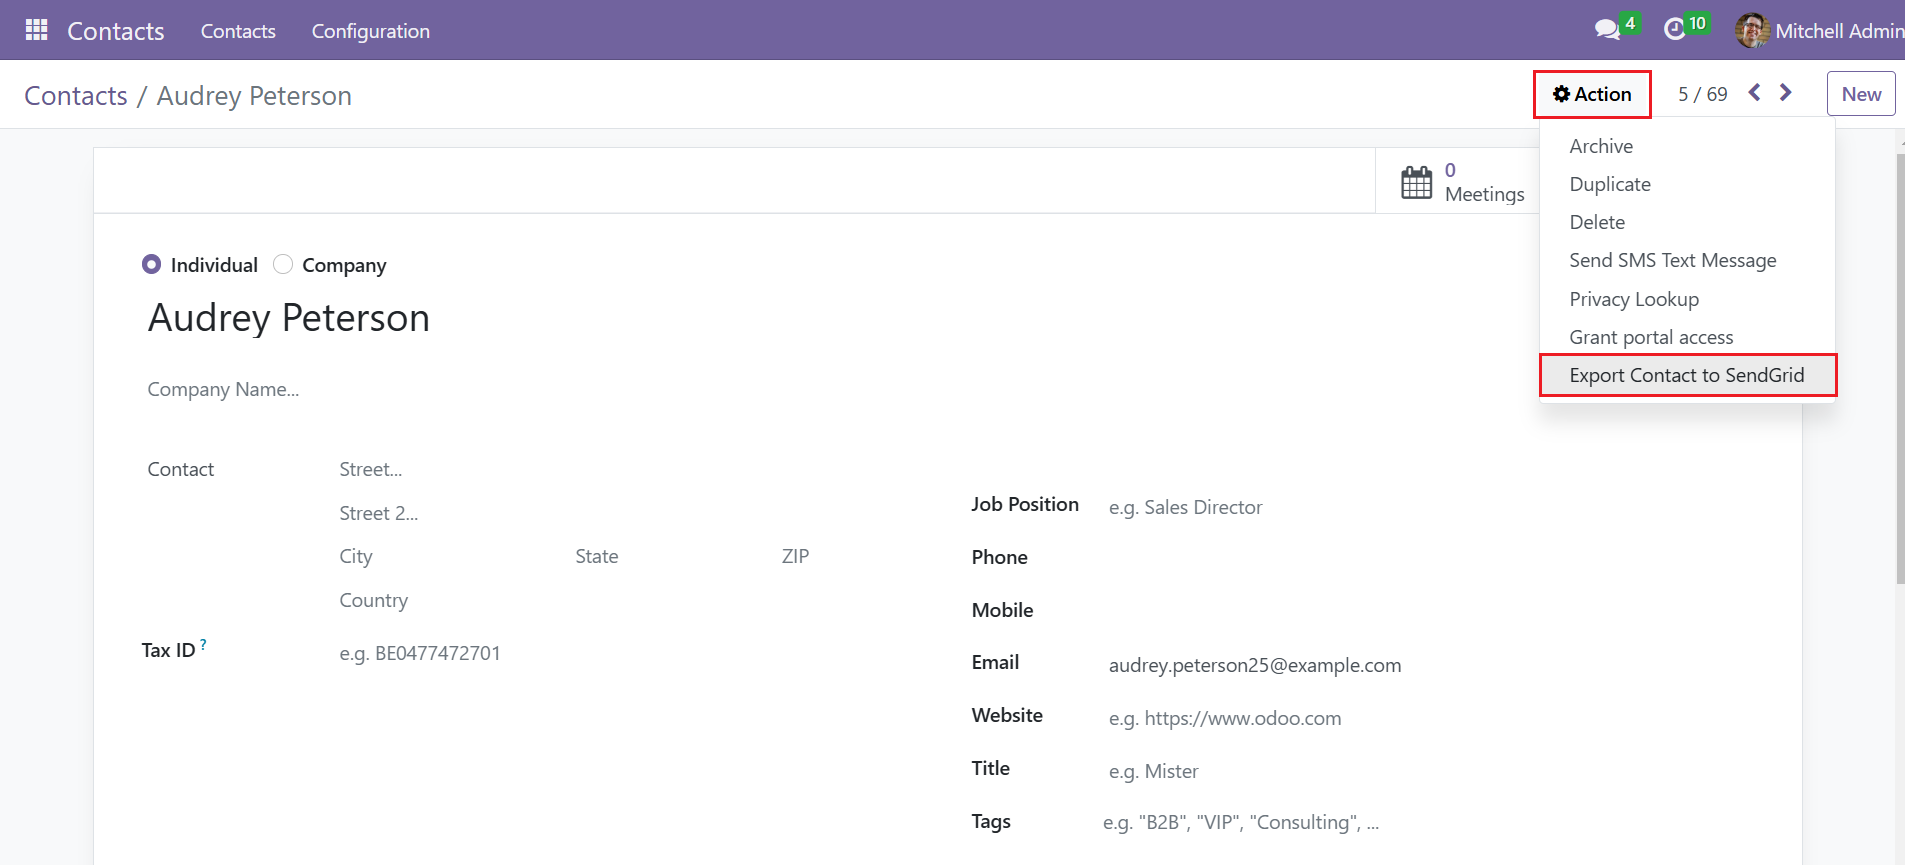 Contacts Contacts Configuration 4 10 Mitchell Admin
Contacts / Audrey Peterson Action 5 / 69 New
Archive
Duplicate
Delete
Send SMS Text Message
Privacy Lookup
Grant portal access
Export Contact to SendGrid
0
Meetings
Individual Company
Audrey Peterson
Company Name...
Contact Street...
Street 2...
City State ZIP
Country
Tax ID ? e.g. BE0477472701
Job Position e.g. Sales Director
Phone
Mobile
Email audrey.peterson25@example.com
Website e.g. https://www.odoo.com
Title e.g. Mister
Tags e.g. "B2B", "VIP", "Consulting", ...